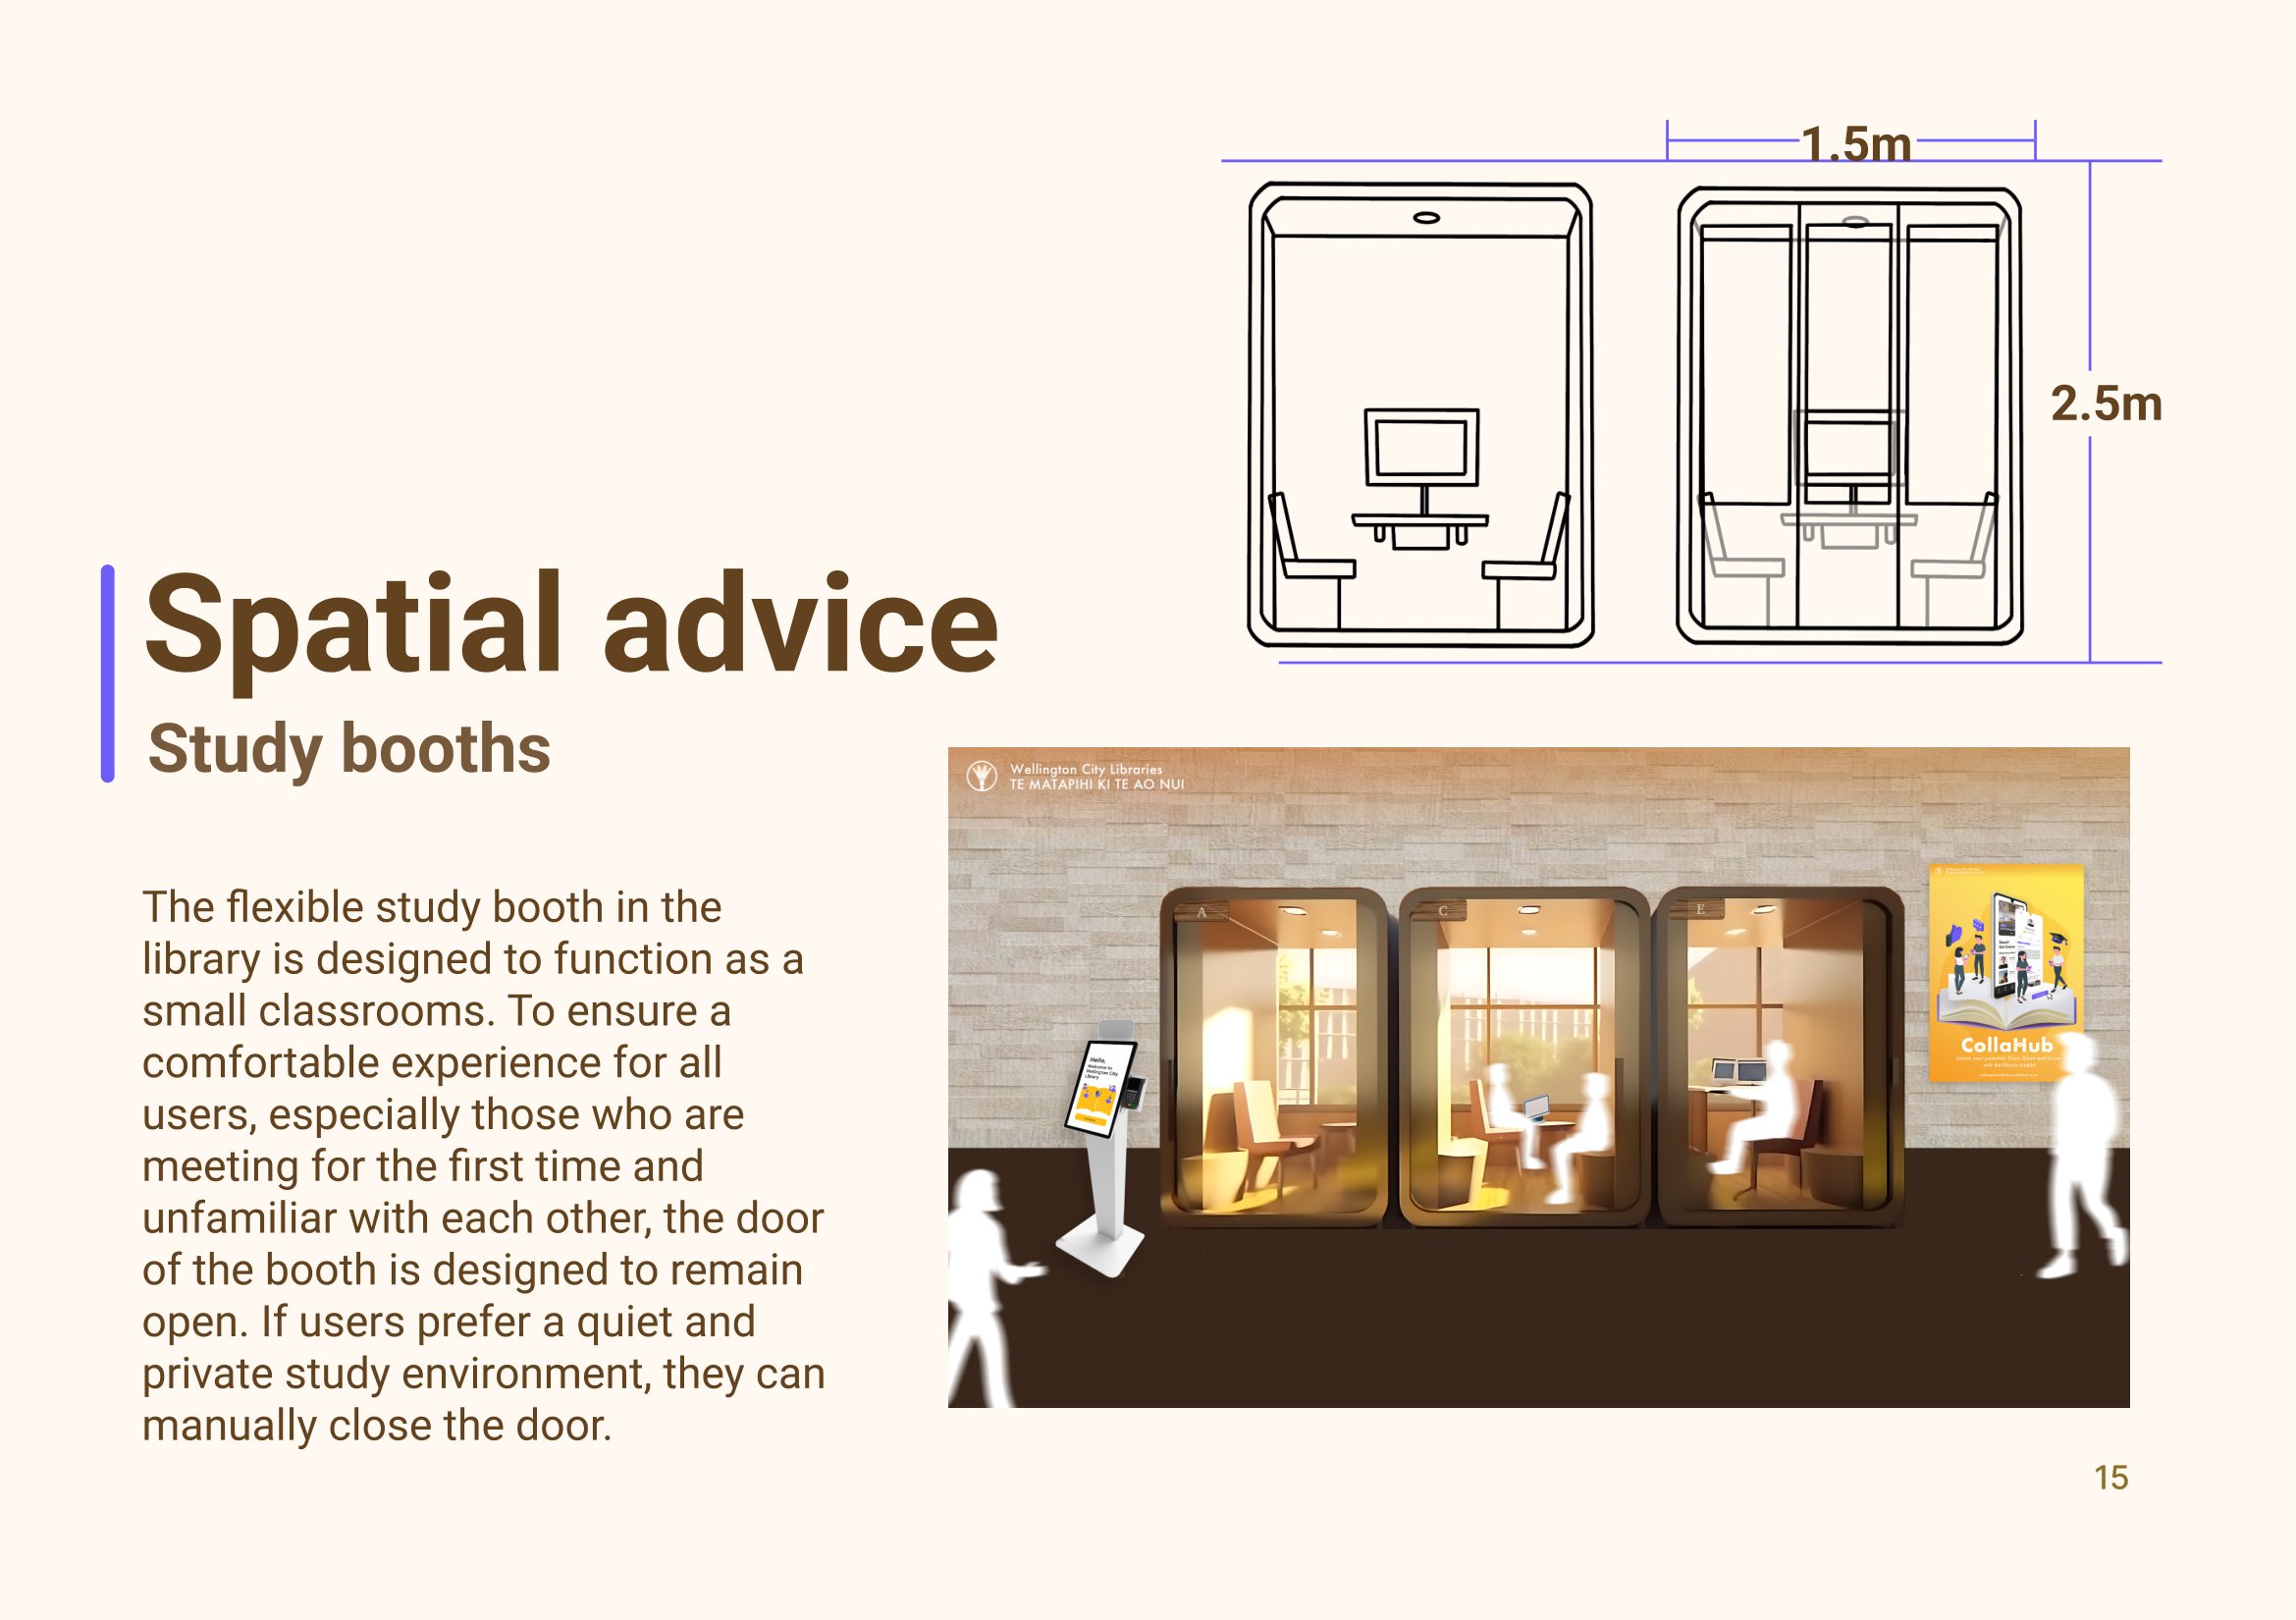 1.5m
2.5m
Spatial advice
Study booths
The flexible study booth in the
library is designed to function as a
small classrooms. To ensure a
comfortable experience for all
users, especially those who are
meeting for the first time and
unfamiliar with each other, the door
of the booth is designed to remain
open. If users prefer a quiet and
private study environment, they can
manually close the door.
Wellington City Libraries
TE MATAPIHI KI TE AO NUI
A
C
E
Hello,
Welcome to
Wellington City
Library
CollaHub
15